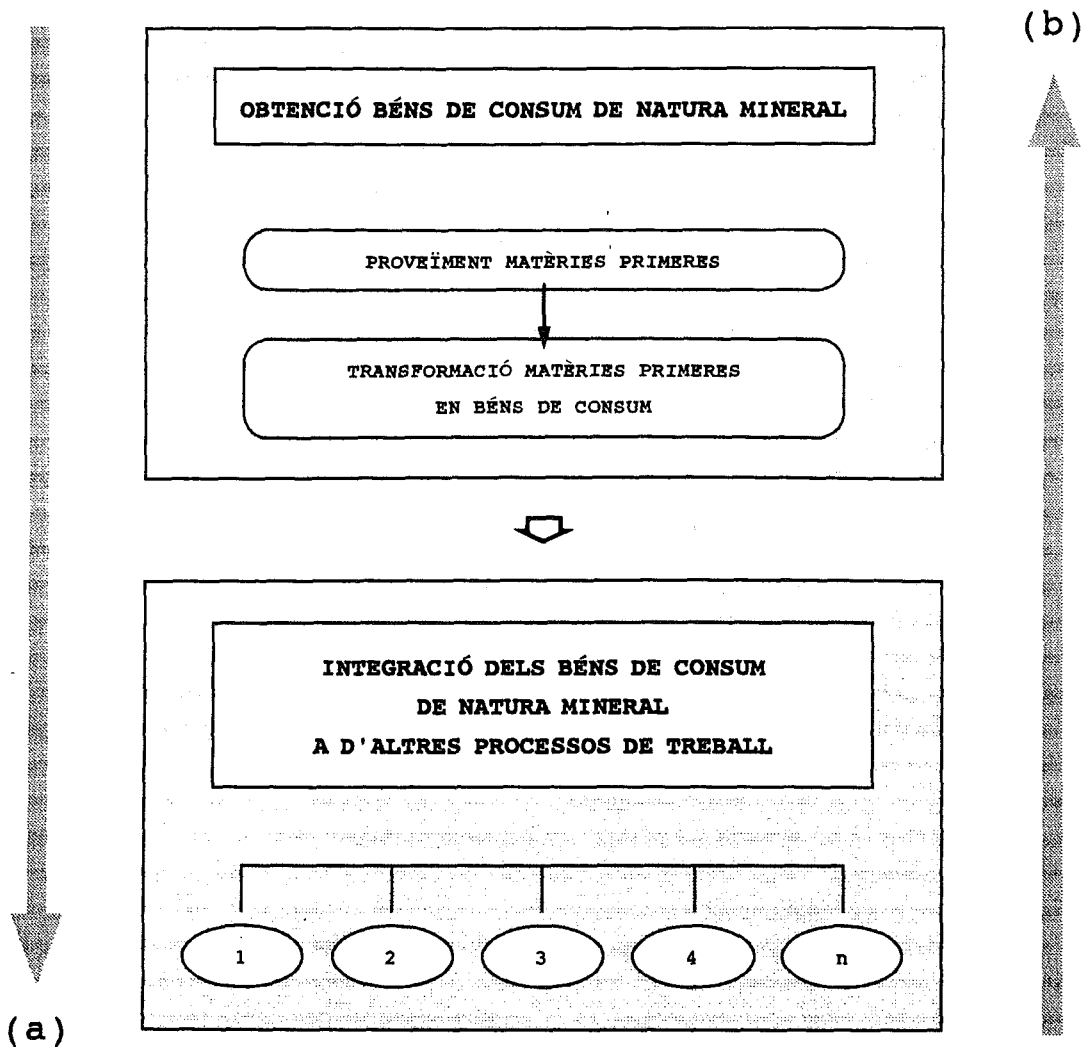 (b)
OBTENCIÓ BÉNS DE CONSUM DE NATURA MINERAL
PROVEÏMENT MATÈRIES PRIMERES
TRANSFORMACIÓ MATÈRIES PRIMERES
EN BÉNS DE CONSUM
INTEGRACIÓ DELS BÉNS DE CONSUM
DE NATURA MINERAL
A D'ALTRES PROCESSOS DE TREBALL
1 2 3 4 n
(a)